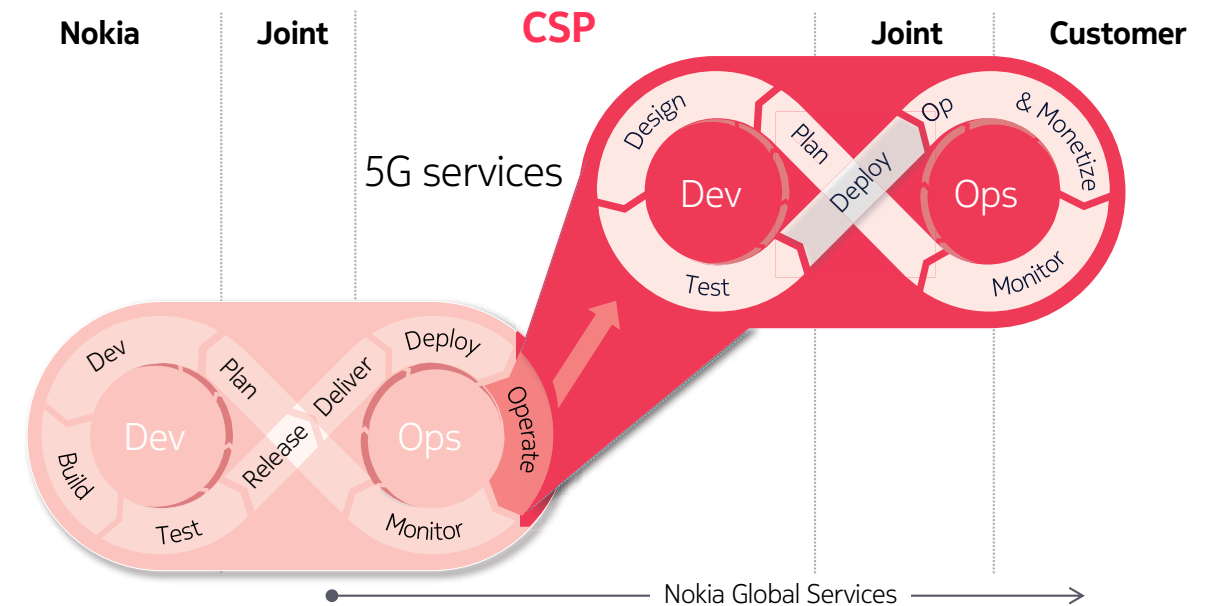 Nokia
Joint
CSP
Joint
Customer
5G services
Design
Plan
Deploy
Op
& Monetize
Dev
Ops
Test
Monitor
Dev
Plan
Deliver
Deploy
Dev
Ops
Operate
Build
Release
Test
Monitor
Nokia Global Services